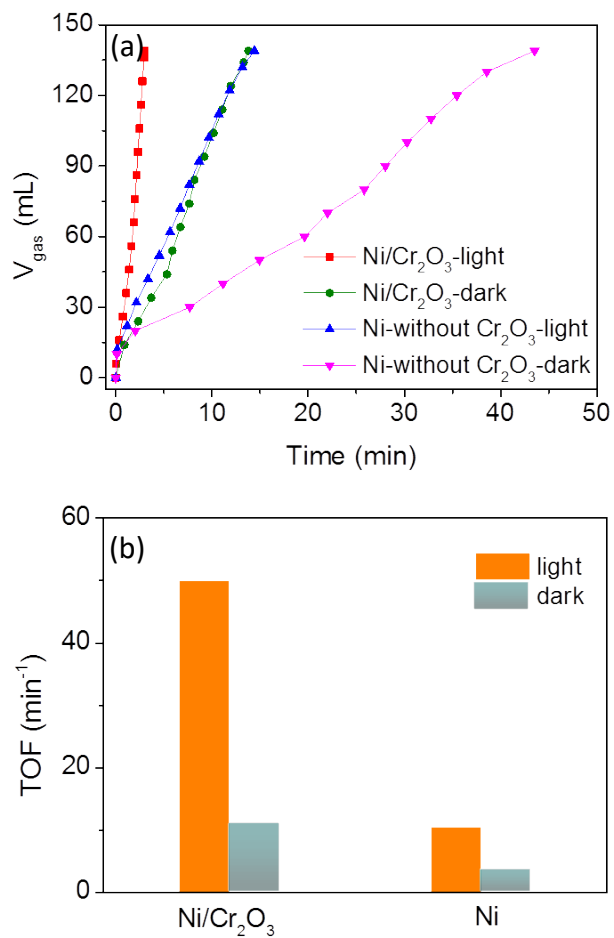 (a)
150
120
90
60
30
0
V_gas (mL)
Ni/Cr₂O₃-light
Ni/Cr₂O₃-dark
Ni-without Cr₂O₃-light
Ni-without Cr₂O₃-dark
0 10 20 30 40 50
Time (min)
(b)
60
40
20
0
TOF (min⁻¹)
light
dark
Ni/Cr₂O₃ Ni